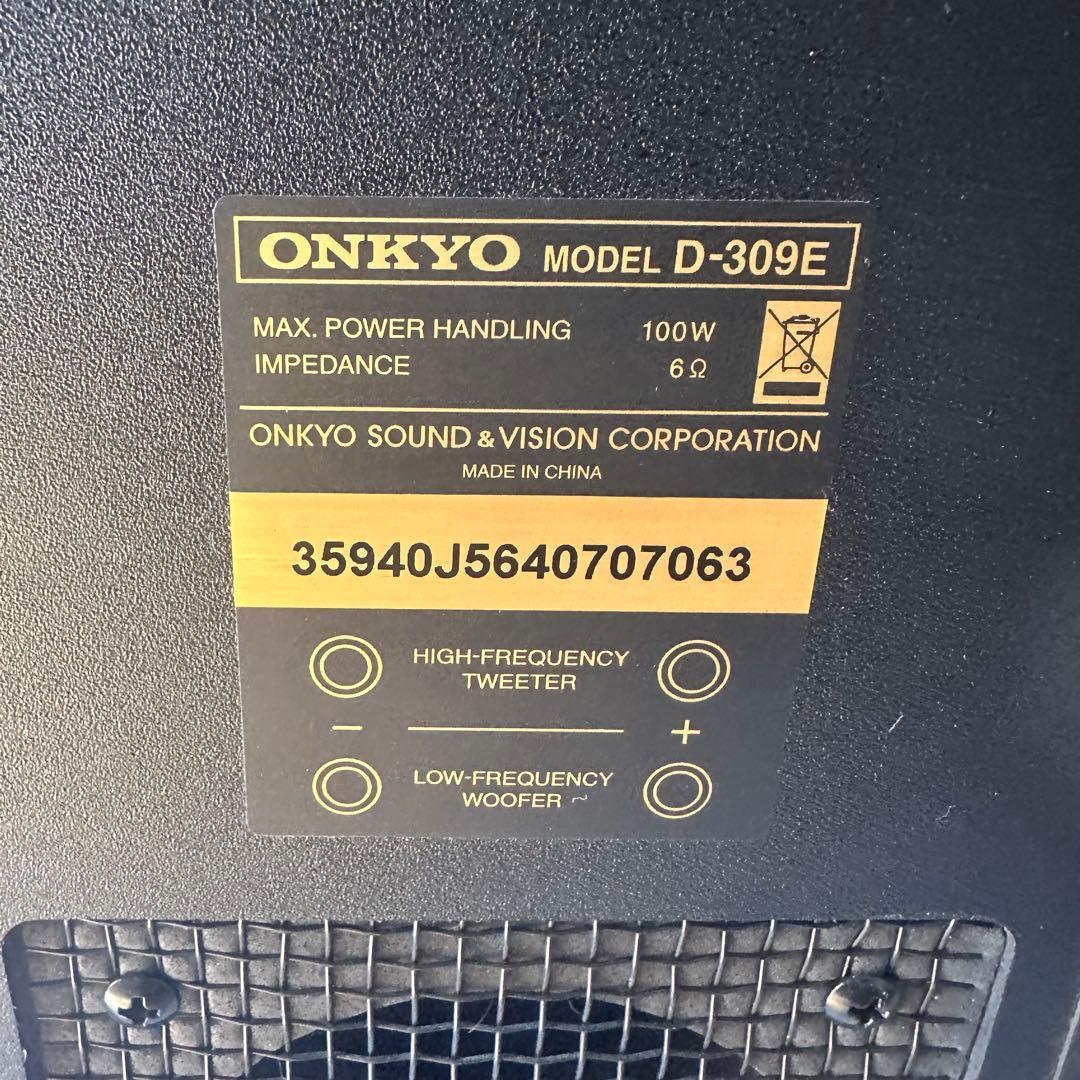 ONKYO MODEL D-309E
MAX. POWER HANDLING 100W
IMPEDANCE 6Ω
ONKYO SOUND & VISION CORPORATION
MADE IN CHINA
35940J5640707063
HIGH-FREQUENCY
TWEETER
− +
LOW-FREQUENCY
WOOFER